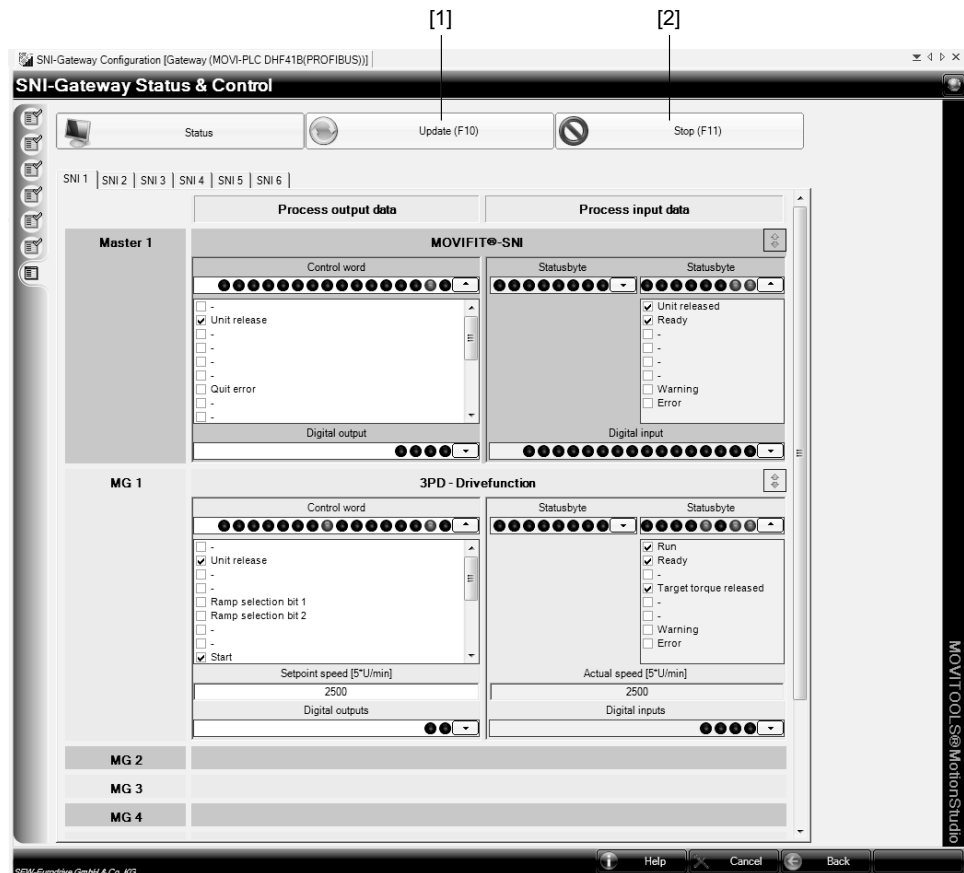 [1] [2]
SNI-Gateway Configuration [Gateway (MOVI-PLC DHF41B(PROFIBUS))]
SNI-Gateway Status & Control
Status Update (F10) Stop (F11)
SNI 1 SNI 2 SNI 3 SNI 4 SNI 5 SNI 6
Process output data Process input data
Master 1 MOVIFIT®-SNI
Control word Statusbyte Statusbyte
- Unit released
Unit release Ready
- -
- -
- -
- -
Quit error Warning
- Error
-
Digital output Digital input
MG 1 3PD - Drivefunction
Control word Statusbyte Statusbyte
- Run
Unit release Ready
- -
- Target torque released
Ramp selection bit 1 -
Ramp selection bit 2 -
- Warning
- Error
Start
Setpoint speed [5*U/min] Actual speed [5*U/min]
2500 2500
Digital outputs Digital inputs
MG 2
MG 3
MG 4
MOVITOOLS®MotionStudio
Help Cancel Back
SEW-Eurodrive GmbH & Co. KG